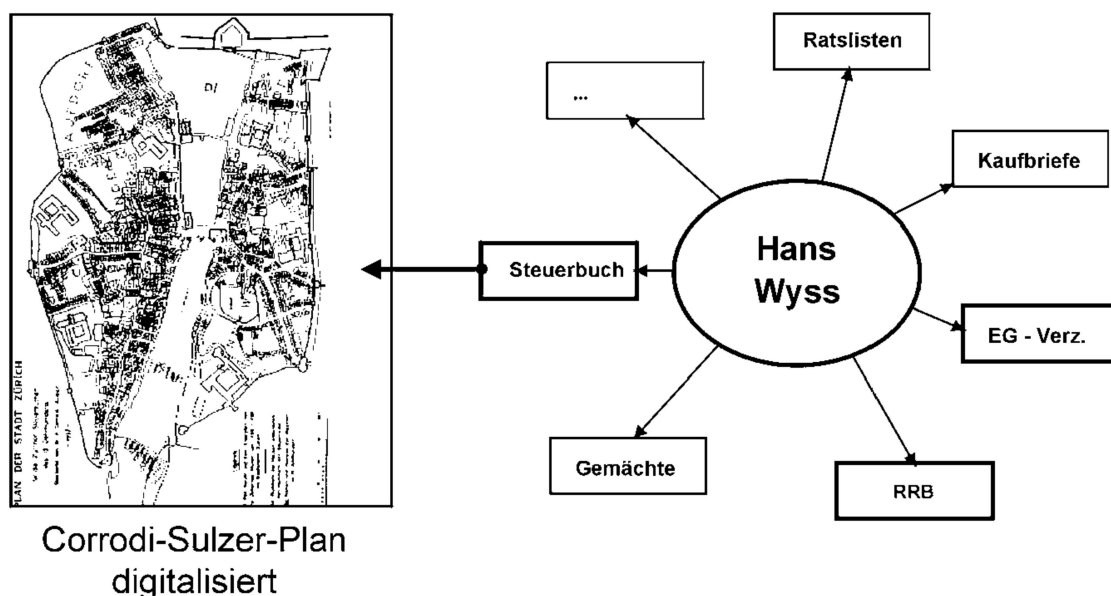 Ratslisten
...
Kaufbriefe
Hans
Wyss
Steuerbuch
EG - Verz.
Gemächte
RRB
PLAN DER STADT ZÜRICH
Corrodi-Sulzer-Plan
digitalisiert